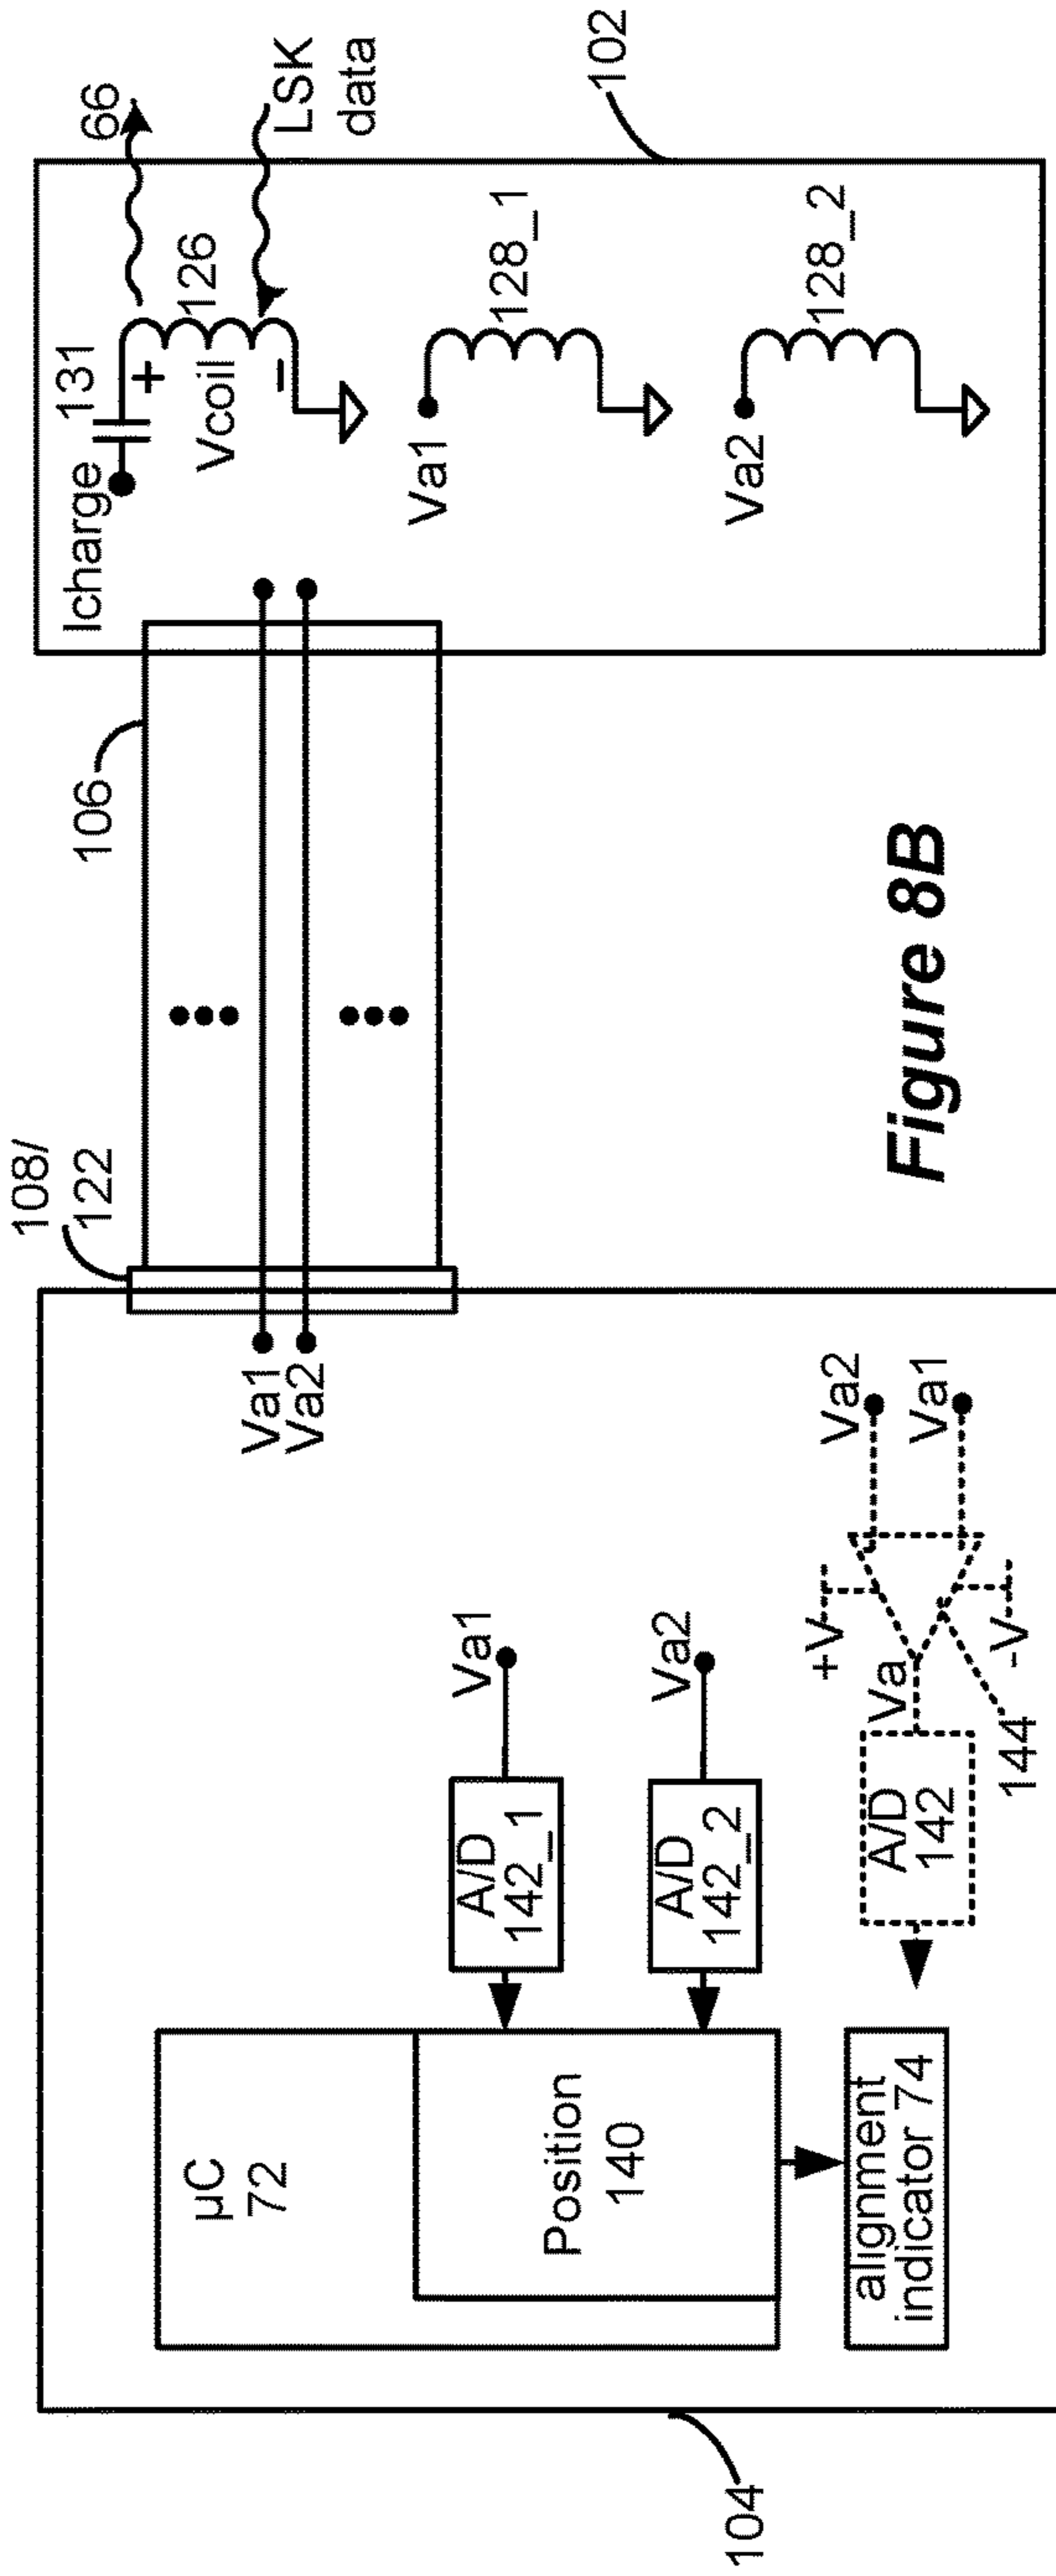 108/
122
106
Icharge
131
66
+
126
Vcoil
-
LSK
data
102
Va1
Va2
Va1
128_1
Va2
128_2
µC
72
Position
140
A/D
142_1
Va1
A/D
142_2
Va2
alignment
indicator 74
A/D
142
Va
+V
-V
144
Va2
Va1
104
Figure 8B